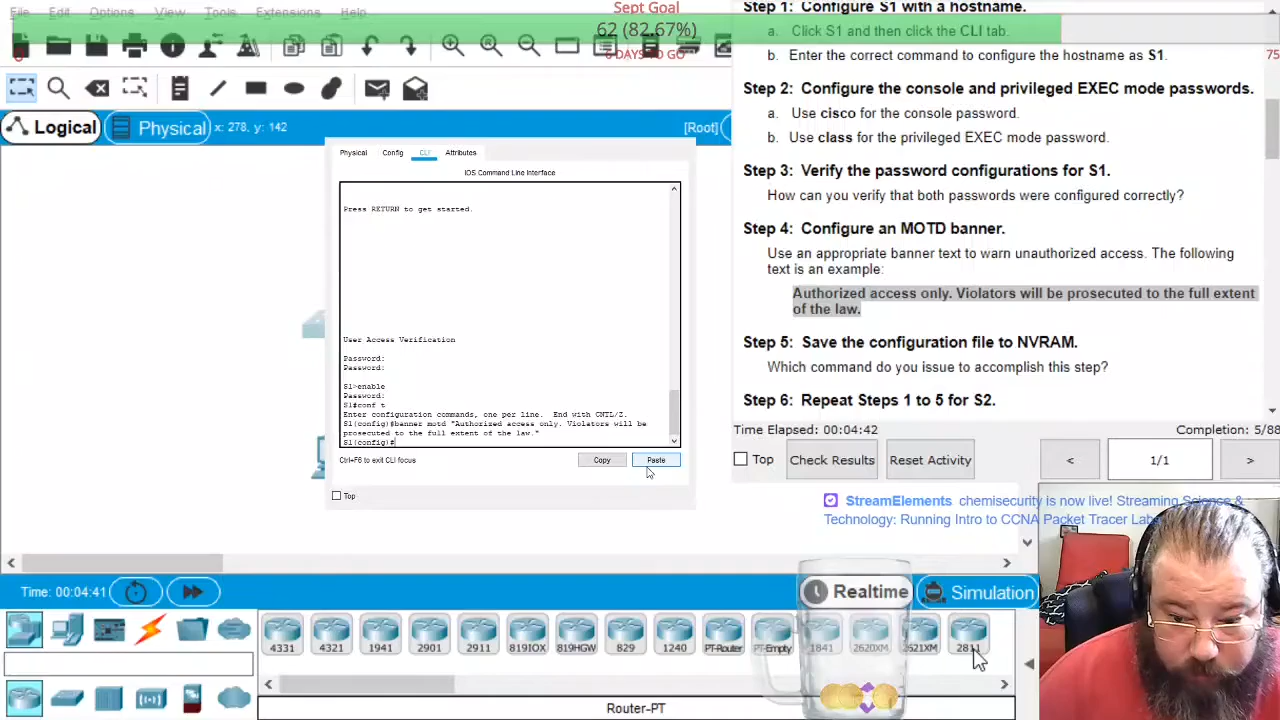 File Edit Options View Tools Extensions Help
Sept Goal
62 (82.67%)
DAYS TO GO
75
Logical
Physical
x: 278, y: 142
[Root]
Physical Config CLI Attributes
IOS Command Line Interface
Press RETURN to get started.
User Access Verification
Password:
Password:
S1>enable
Password:
S1#conf t
Enter configuration commands, one per line. End with CNTL/Z.
S1(config)#banner motd "Authorized access only. Violators will be
prosecuted to the full extent of the law."
S1(config)#
Ctrl+F6 to exit CLI focus
Copy
Paste
Top
Step 1: Configure S1 with a hostname.
a. Click S1 and then click the CLI tab.
b. Enter the correct command to configure the hostname as S1.
Step 2: Configure the console and privileged EXEC mode passwords.
a. Use cisco for the console password.
b. Use class for the privileged EXEC mode password.
Step 3: Verify the password configurations for S1.
How can you verify that both passwords were configured correctly?
Step 4: Configure an MOTD banner.
Use an appropriate banner text to warn unauthorized access. The following
text is an example:
Authorized access only. Violators will be prosecuted to the full extent
of the law.
Step 5: Save the configuration file to NVRAM.
Which command do you issue to accomplish this step?
Step 6: Repeat Steps 1 to 5 for S2.
Time Elapsed: 00:04:42
Completion: 5/88
Top
Check Results
Reset Activity
<
1/1
>
StreamElements chemisecurity is now live! Streaming Science &
Technology: Running Intro to CCNA Packet Tracer Labs
Time: 00:04:41
Realtime
Simulation
4331 4321 1941 2901 2911 819IOX 819HGW 829 1240 PT-Router PT-Empty 1841 2620XM 2621XM 2811
Router-PT